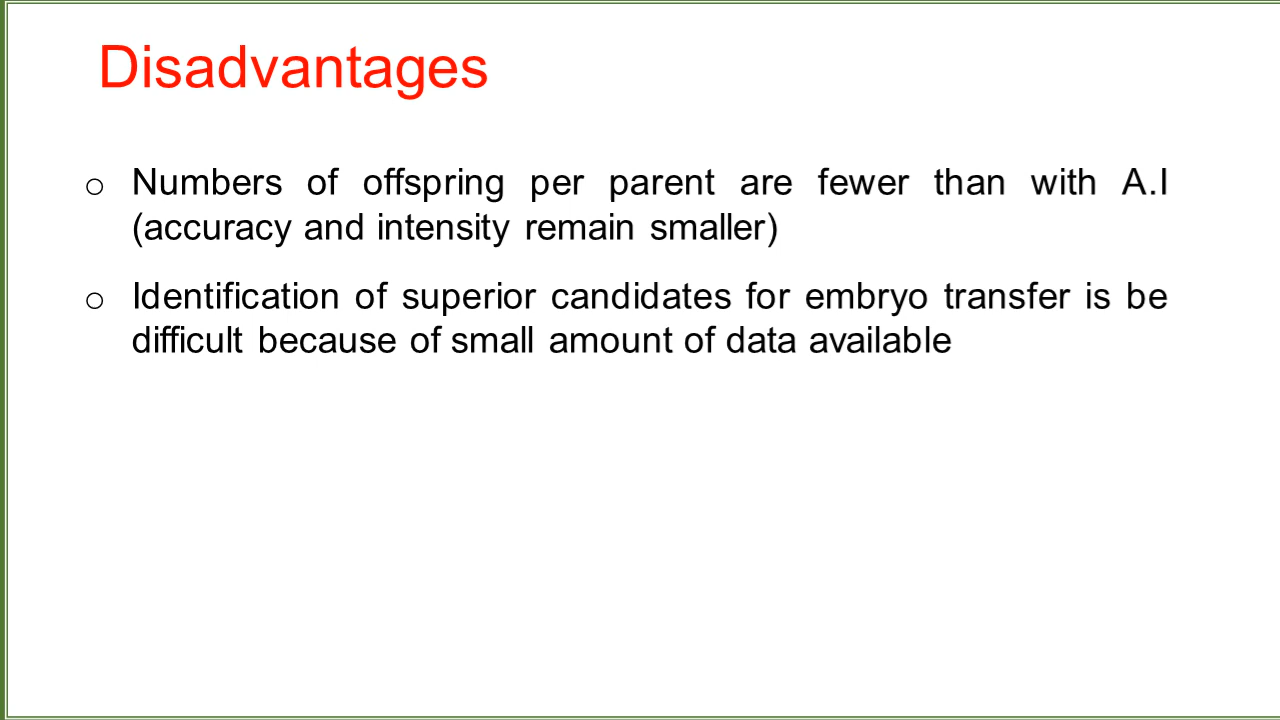 Disadvantages
o Numbers of offspring per parent are fewer than with A.I
(accuracy and intensity remain smaller)
o Identification of superior candidates for embryo transfer is be
difficult because of small amount of data available